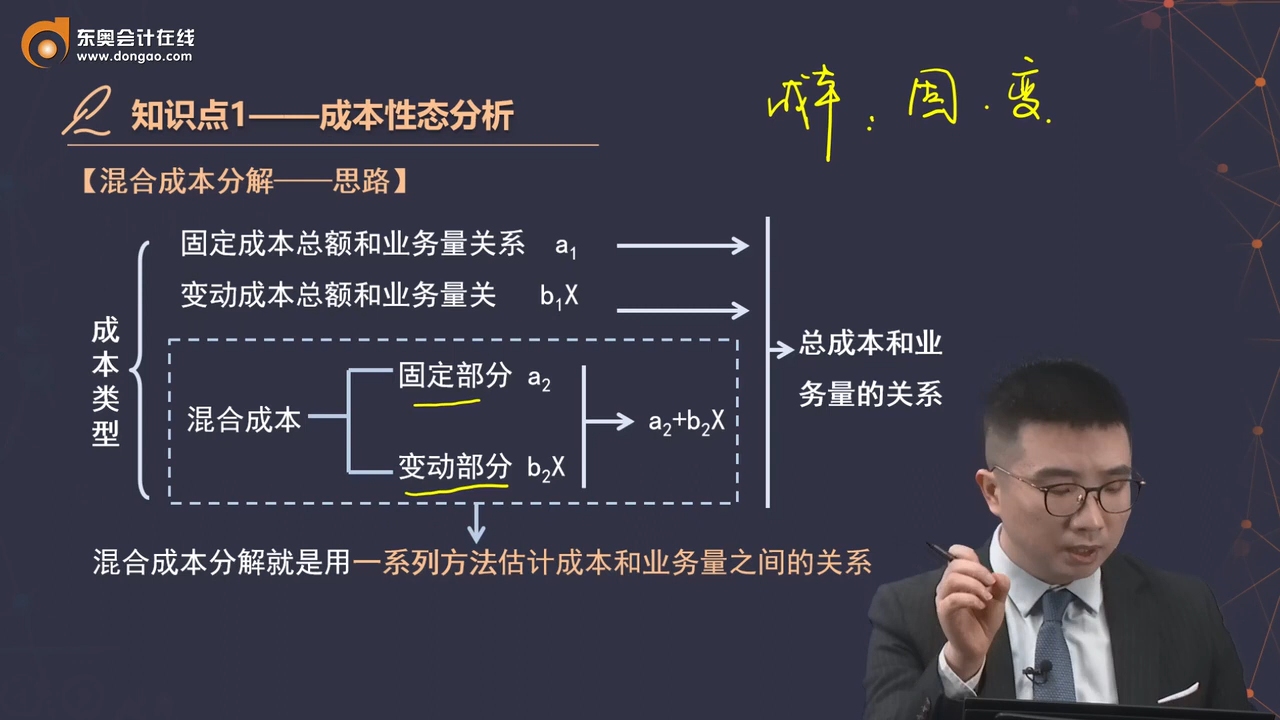 东奥会计在线
www.dongao.com
成本：固．变．
知识点1——成本性态分析
【混合成本分解——思路】
固定成本总额和业务量关系 a₁
变动成本总额和业务量关 b₁X
成本类型
总成本和业
务量的关系
固定部分 a₂
混合成本
a₂+b₂X
变动部分 b₂X
混合成本分解就是用一系列方法估计成本和业务量之间的关系